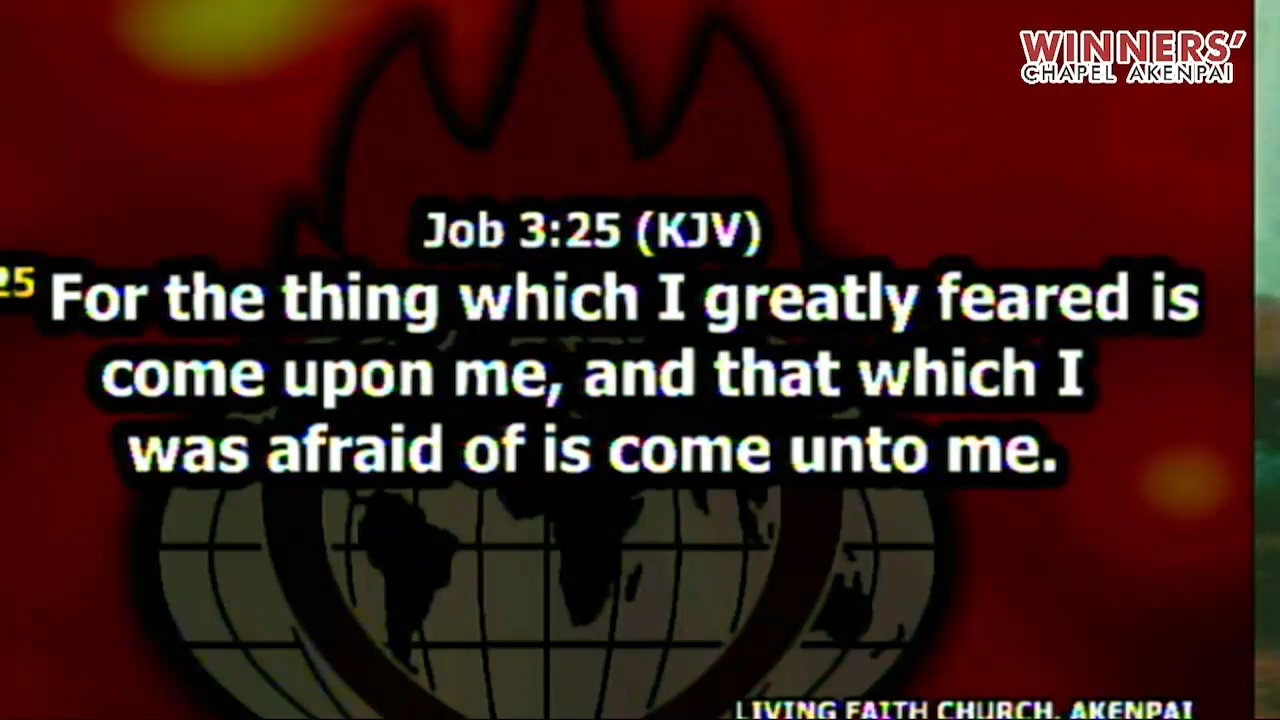 WINNERS'
CHAPEL AKENPAI
Job 3:25 (KJV)
25 For the thing which I greatly feared is
come upon me, and that which I
was afraid of is come unto me.
LIVING FAITH CHURCH, AKENPAI